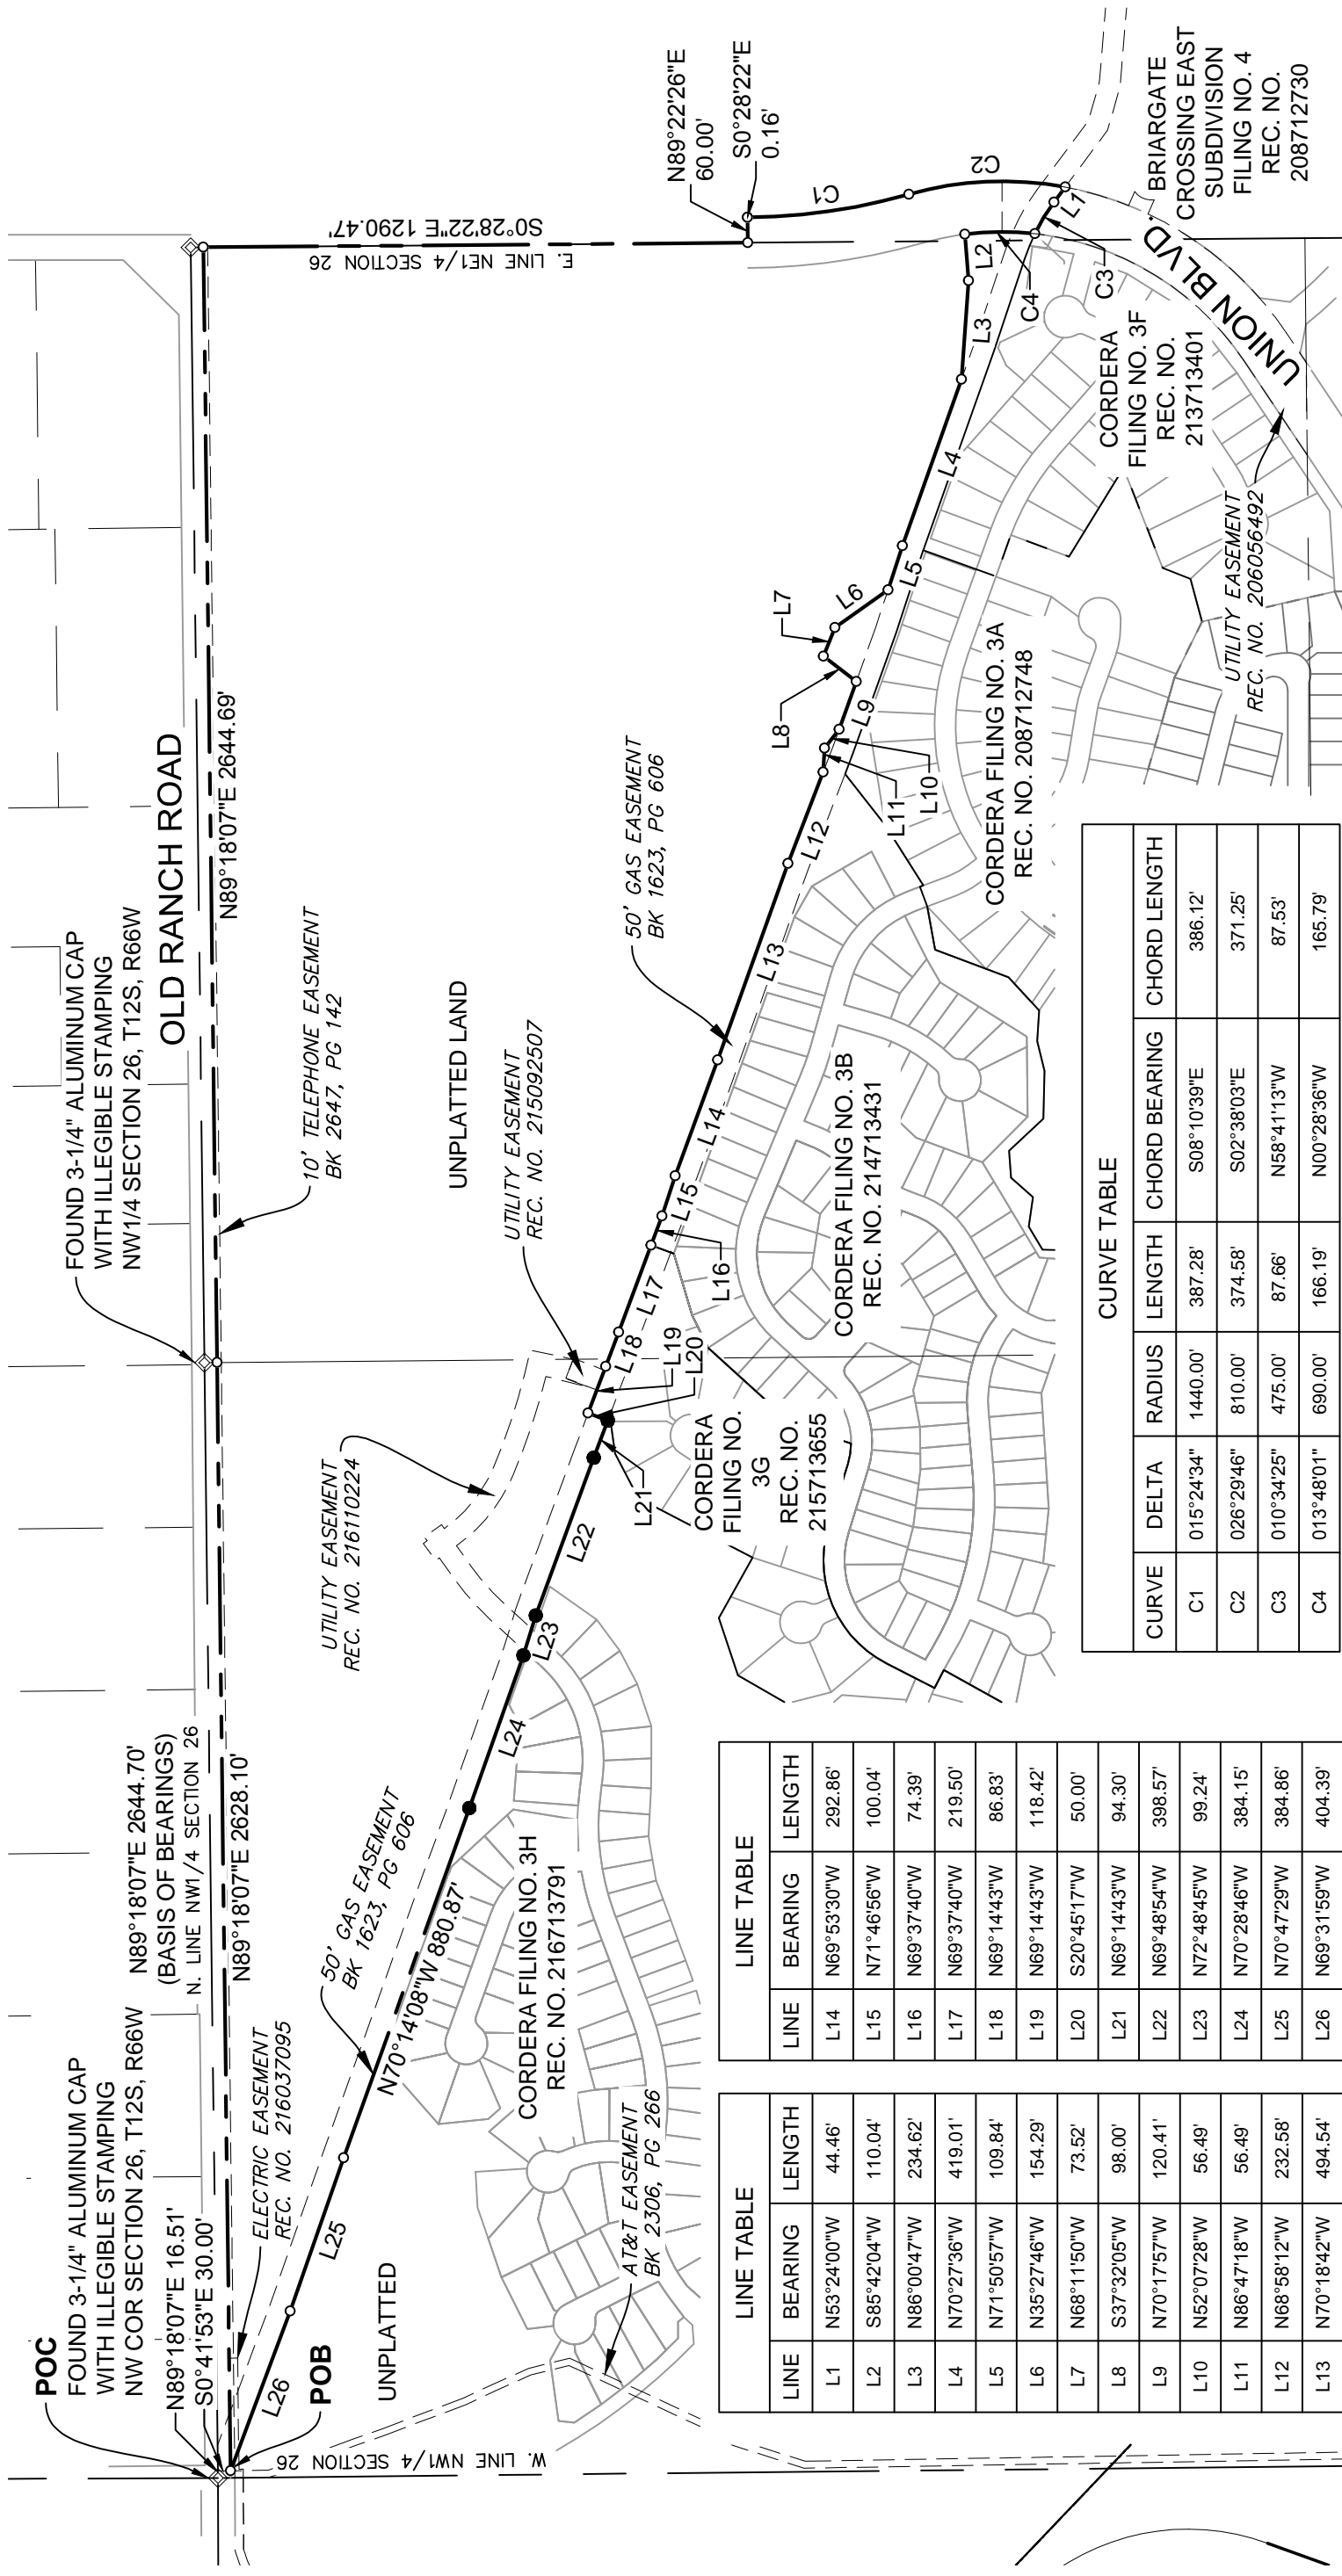 POC
FOUND 3-1/4" ALUMINUM CAP
WITH ILLEGIBLE STAMPING
NW COR SECTION 26, T12S, R66W
N89°18'07"E 16.51'
S0°41'53"E 30.00'
ELECTRIC EASEMENT
REC. NO. 216037095
POB
UNPLATTED
W. LINE NW1/4 SECTION 26
L26
L25
N89°18'07"E 2644.70'
(BASIS OF BEARINGS)
N. LINE NW1/4 SECTION 26
N89°18'07"E 2628.10'
50' GAS EASEMENT
BK 1623, PG 606
N70°14'08"W 880.87'
CORDERA FILING NO. 3H
REC. NO. 216713791
AT&T EASEMENT
BK 2306, PG 266
L24
L23
L22
L21
UTILITY EASEMENT
REC. NO. 216110224
CORDERA
FILING NO.
3G
REC. NO.
215713655
L20
L19
L18
L17
L16
L15
L14
L13
L12
FOUND 3-1/4" ALUMINUM CAP
WITH ILLEGIBLE STAMPING
NW1/4 SECTION 26, T12S, R66W
OLD RANCH ROAD
N89°18'07"E 2644.69'
10' TELEPHONE EASEMENT
BK 2647, PG 142
UNPLATTED LAND
UTILITY EASEMENT
REC. NO. 215092507
50' GAS EASEMENT
BK 1623, PG 606
CORDERA FILING NO. 3B
REC. NO. 214713431
CORDERA FILING NO. 3A
REC. NO. 208712748
L11
L10
L9
L8
L7
L6
L5
L4
L3
L2
C4
C3
L1
C1
C2
S0°28'22"E 1290.47'
E. LINE NE1/4 SECTION 26
N89°22'26"E
60.00'
S0°28'22"E
0.16'
CORDERA
FILING NO. 3F
REC. NO.
213713401
UTILITY EASEMENT
REC. NO. 206056492
UNION BLVD
BRIARGATE
CROSSING EAST
SUBDIVISION
FILING NO. 4
REC. NO.
208712730
LINE TABLE
LINE BEARING LENGTH
L1 N53°24'00"W 44.46'
L2 S85°42'04"W 110.04'
L3 N86°00'47"W 234.62'
L4 N70°27'36"W 419.01'
L5 N71°50'57"W 109.84'
L6 N35°27'46"W 154.29'
L7 N68°11'50"W 73.52'
L8 S37°32'05"W 98.00'
L9 N70°17'57"W 120.41'
L10 N52°07'28"W 56.49'
L11 N86°47'18"W 56.49'
L12 N68°58'12"W 232.58'
L13 N70°18'42"W 494.54'
LINE TABLE
LINE BEARING LENGTH
L14 N69°53'30"W 292.86'
L15 N71°46'56"W 100.04'
L16 N69°37'40"W 74.39'
L17 N69°37'40"W 219.50'
L18 N69°14'43"W 86.83'
L19 N69°14'43"W 118.42'
L20 S20°45'17"W 50.00'
L21 N69°14'43"W 94.30'
L22 N69°48'54"W 398.57'
L23 N72°48'45"W 99.24'
L24 N70°28'46"W 384.15'
L25 N70°47'29"W 384.86'
L26 N69°31'59"W 404.39'
CURVE TABLE
CURVE DELTA RADIUS LENGTH CHORD BEARING CHORD LENGTH
C1 015°24'34" 1440.00' 387.28' S08°10'39"E 386.12'
C2 026°29'46" 810.00' 374.58' S02°38'03"E 371.25'
C3 010°34'25" 475.00' 87.66' N58°41'13"W 87.53'
C4 013°48'01" 690.00' 166.19' N00°28'36"W 165.79'